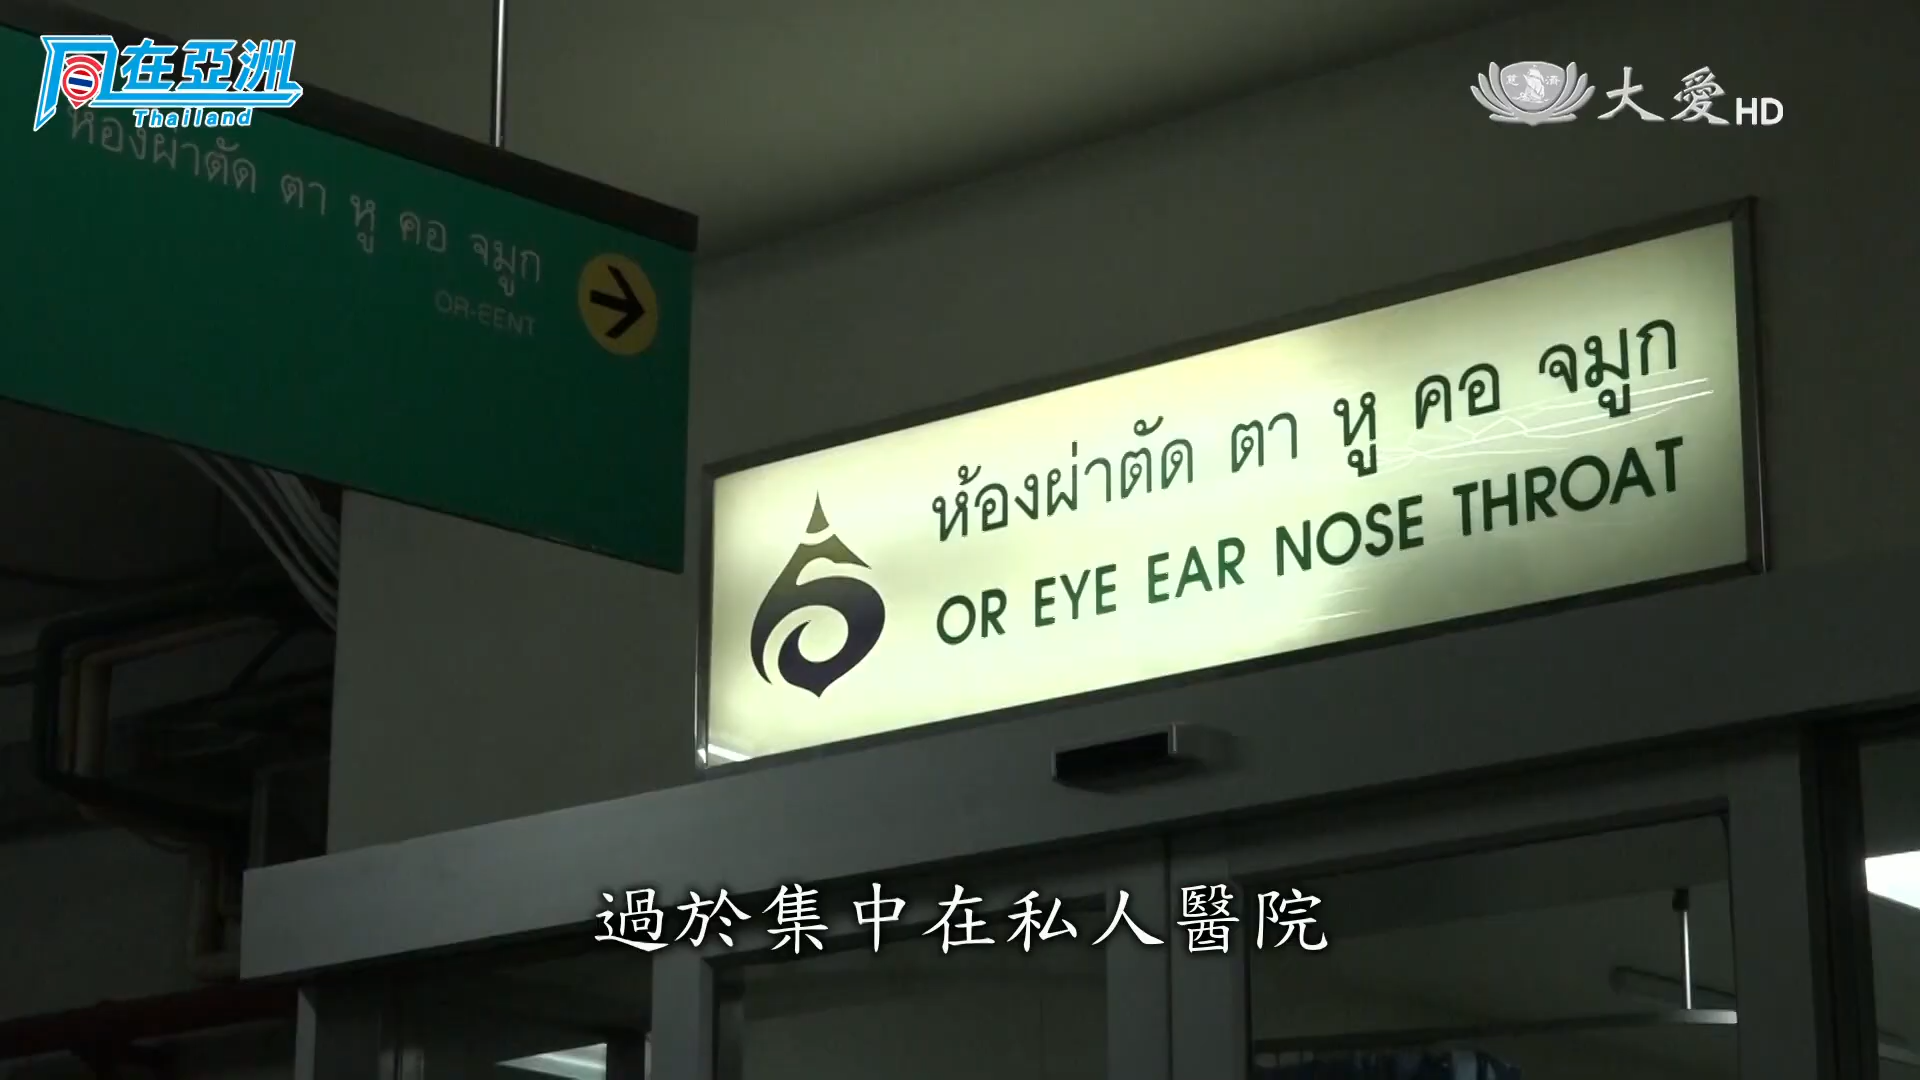 同在亞洲
Thailand
大愛HD
ห้องผ่าตัด ตา หู คอ จมูก
OR-EENT
ห้องผ่าตัด ตา หู คอ จมูก
OR EYE EAR NOSE THROAT
過於集中在私人醫院